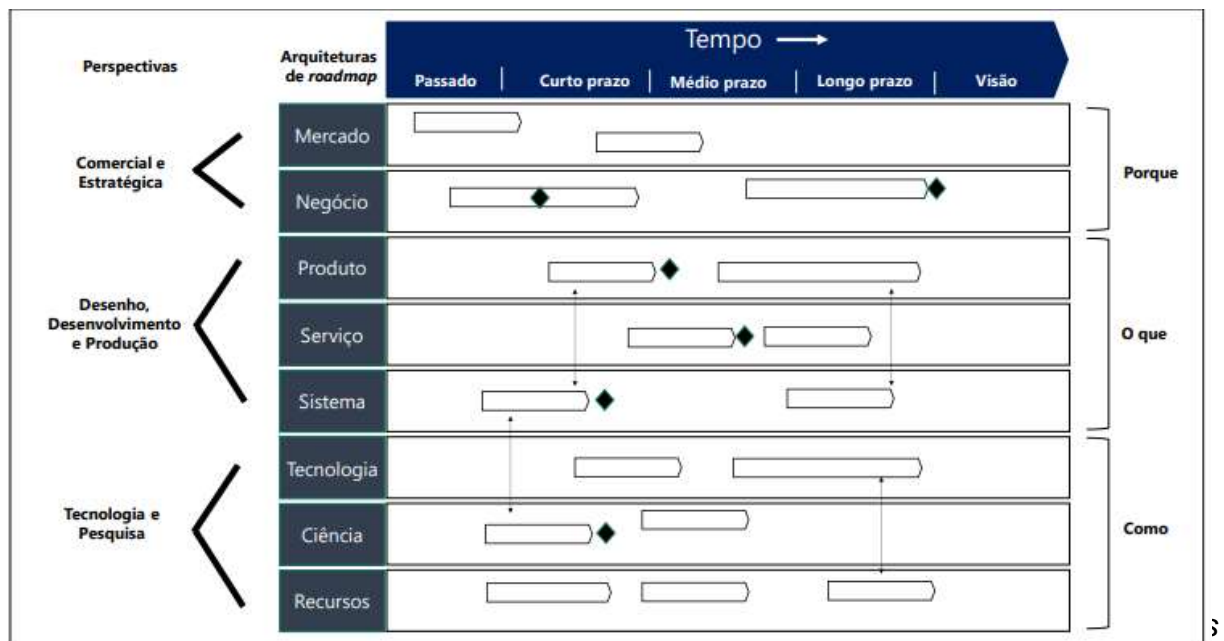 Tempo
Perspectivas
Arquiteturas
de roadmap
Passado
Curto prazo
Médio prazo
Longo prazo
Visão
Comercial e
Estratégica
Mercado
Negócio
Porque
Desenho,
Desenvolvimento
e Produção
Produto
Serviço
Sistema
O que
Tecnologia e
Pesquisa
Tecnologia
Ciência
Recursos
Como
s